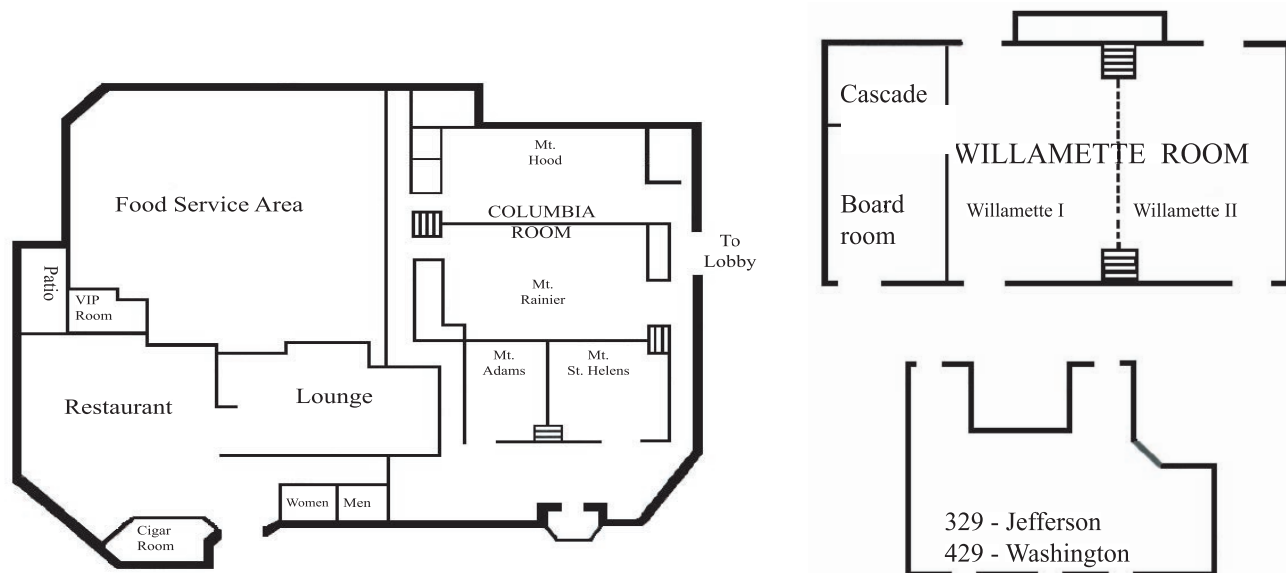 Food Service Area
Patio
VIP
Room
Restaurant
Lounge
Women
Men
Cigar
Room
Mt.
Hood
COLUMBIA
ROOM
Mt.
Rainier
Mt.
Adams
Mt.
St. Helens
To
Lobby
Cascade
WILLAMETTE ROOM
Board
room
Willamette I
Willamette II
329 - Jefferson
429 - Washington